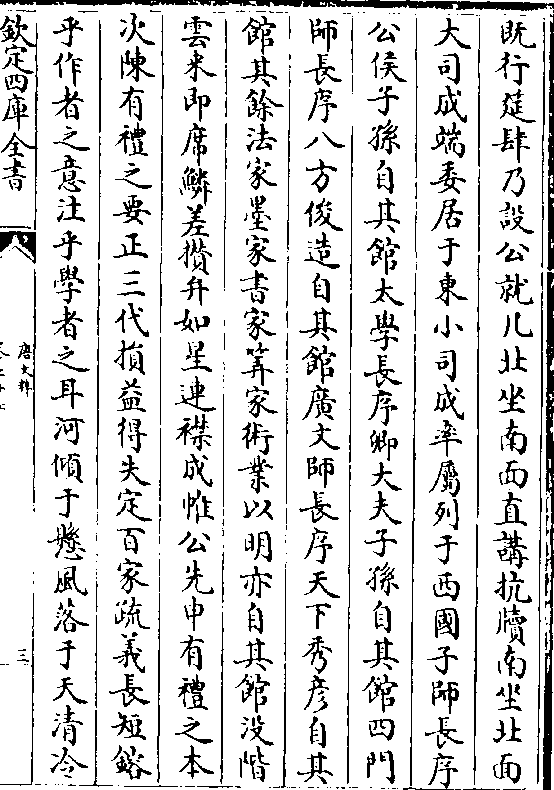 既行筵肆乃設公就几北坐南面直講抗牘南坐北面
大司成端委居于東小司成率屬列于西國子師長序
公侯子孫自其館太學長序卿大夫子孫自其館四門
師長序八方俊造自其館廣文師長序天下秀彦自其
館其餘法家墨家書家筭家術業以明亦自其館没階
雲来即席鱗差攢弁如星連襟成帷公先申有禮之本
次陳有禮之要正三代損益得失定百家疏義長短鎔
乎作者之意注乎學者之耳河傾于懸風落于天清冷
欽定四庫全書
唐文粹
三